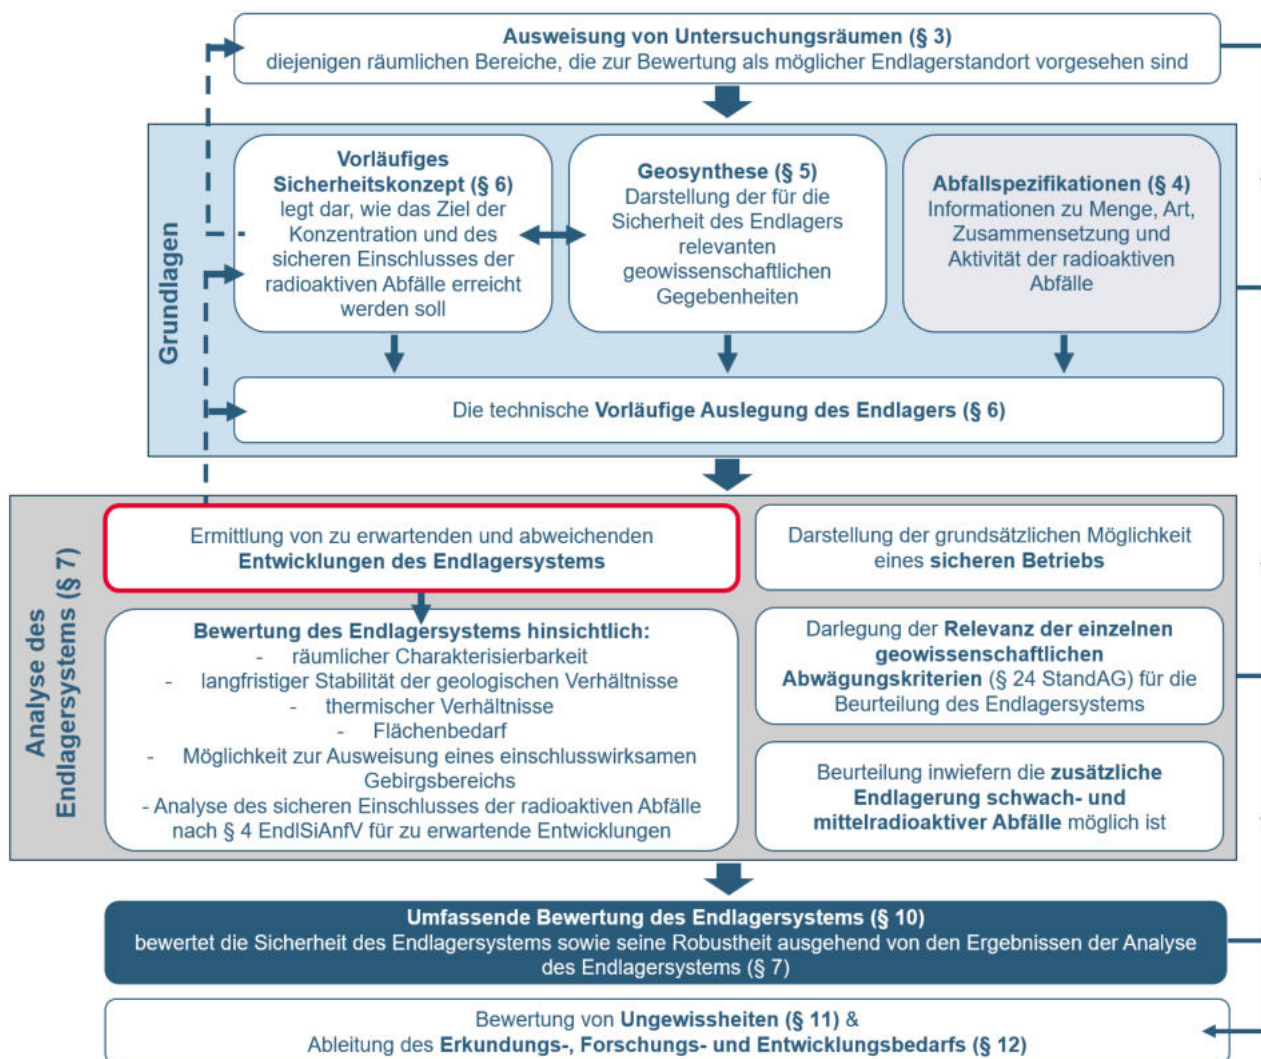 Ausweisung von Untersuchungsräumen (§ 3)
diejenigen räumlichen Bereiche, die zur Bewertung als möglicher Endlagerstandort vorgesehen sind
Grundlagen
Vorläufiges
Sicherheitskonzept (§ 6)
legt dar, wie das Ziel der
Konzentration und des
sicheren Einschlusses der
radioaktiven Abfälle erreicht
werden soll
Geosynthese (§ 5)
Darstellung der für die
Sicherheit des Endlagers
relevanten
geowissenschaftlichen
Gegebenheiten
Abfallspezifikationen (§ 4)
Informationen zu Menge, Art,
Zusammensetzung und
Aktivität der radioaktiven
Abfälle
Die technische Vorläufige Auslegung des Endlagers (§ 6)
Analyse des
Endlagersystems (§ 7)
Ermittlung von zu erwartenden und abweichenden
Entwicklungen des Endlagersystems
Bewertung des Endlagersystems hinsichtlich:
- räumlicher Charakterisierbarkeit
- langfristiger Stabilität der geologischen Verhältnisse
- thermischer Verhältnisse
- Flächenbedarf
- Möglichkeit zur Ausweisung eines einschlusswirksamen
Gebirgsbereichs
- Analyse des sicheren Einschlusses der radioaktiven Abfälle
nach § 4 EndlSiAnfV für zu erwartende Entwicklungen
Darstellung der grundsätzlichen Möglichkeit
eines sicheren Betriebs
Darlegung der Relevanz der einzelnen
geowissenschaftlichen
Abwägungskriterien (§ 24 StandAG) für die
Beurteilung des Endlagersystems
Beurteilung inwiefern die zusätzliche
Endlagerung schwach- und
mittelradioaktiver Abfälle möglich ist
Umfassende Bewertung des Endlagersystems (§ 10)
bewertet die Sicherheit des Endlagersystems sowie seine Robustheit ausgehend von den Ergebnissen der Analyse
des Endlagersystems (§ 7)
Bewertung von Ungewissheiten (§ 11) &
Ableitung des Erkundungs-, Forschungs- und Entwicklungsbedarfs (§ 12)